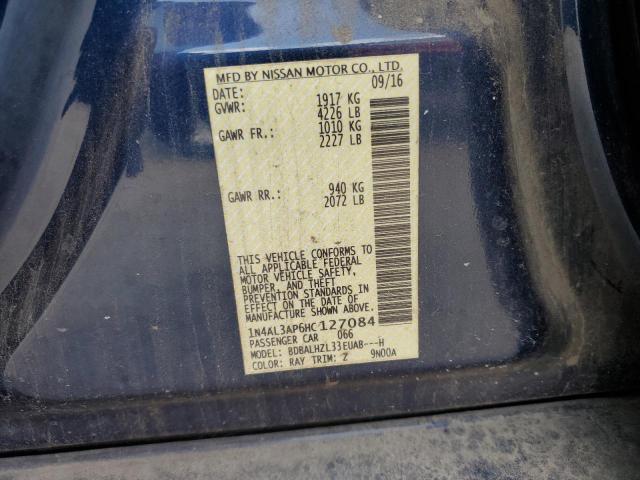 MFD BY NISSAN MOTOR CO., LTD.
DATE: 09/16
GVWR: 1917 KG
4226 LB
GAWR FR.: 1010 KG
2227 LB
GAWR RR.: 940 KG
2072 LB
THIS VEHICLE CONFORMS TO
ALL APPLICABLE FEDERAL
MOTOR VEHICLE SAFETY,
BUMPER, AND THEFT
PREVENTION STANDARDS IN
EFFECT ON THE DATE OF
MANUFACTURE SHOWN ABOVE.
1N4AL3AP6HC127084
PASSENGER CAR 066
MODEL: BDBALHZL33EUAB---H
COLOR: RAY TRIM: Z 9N00A